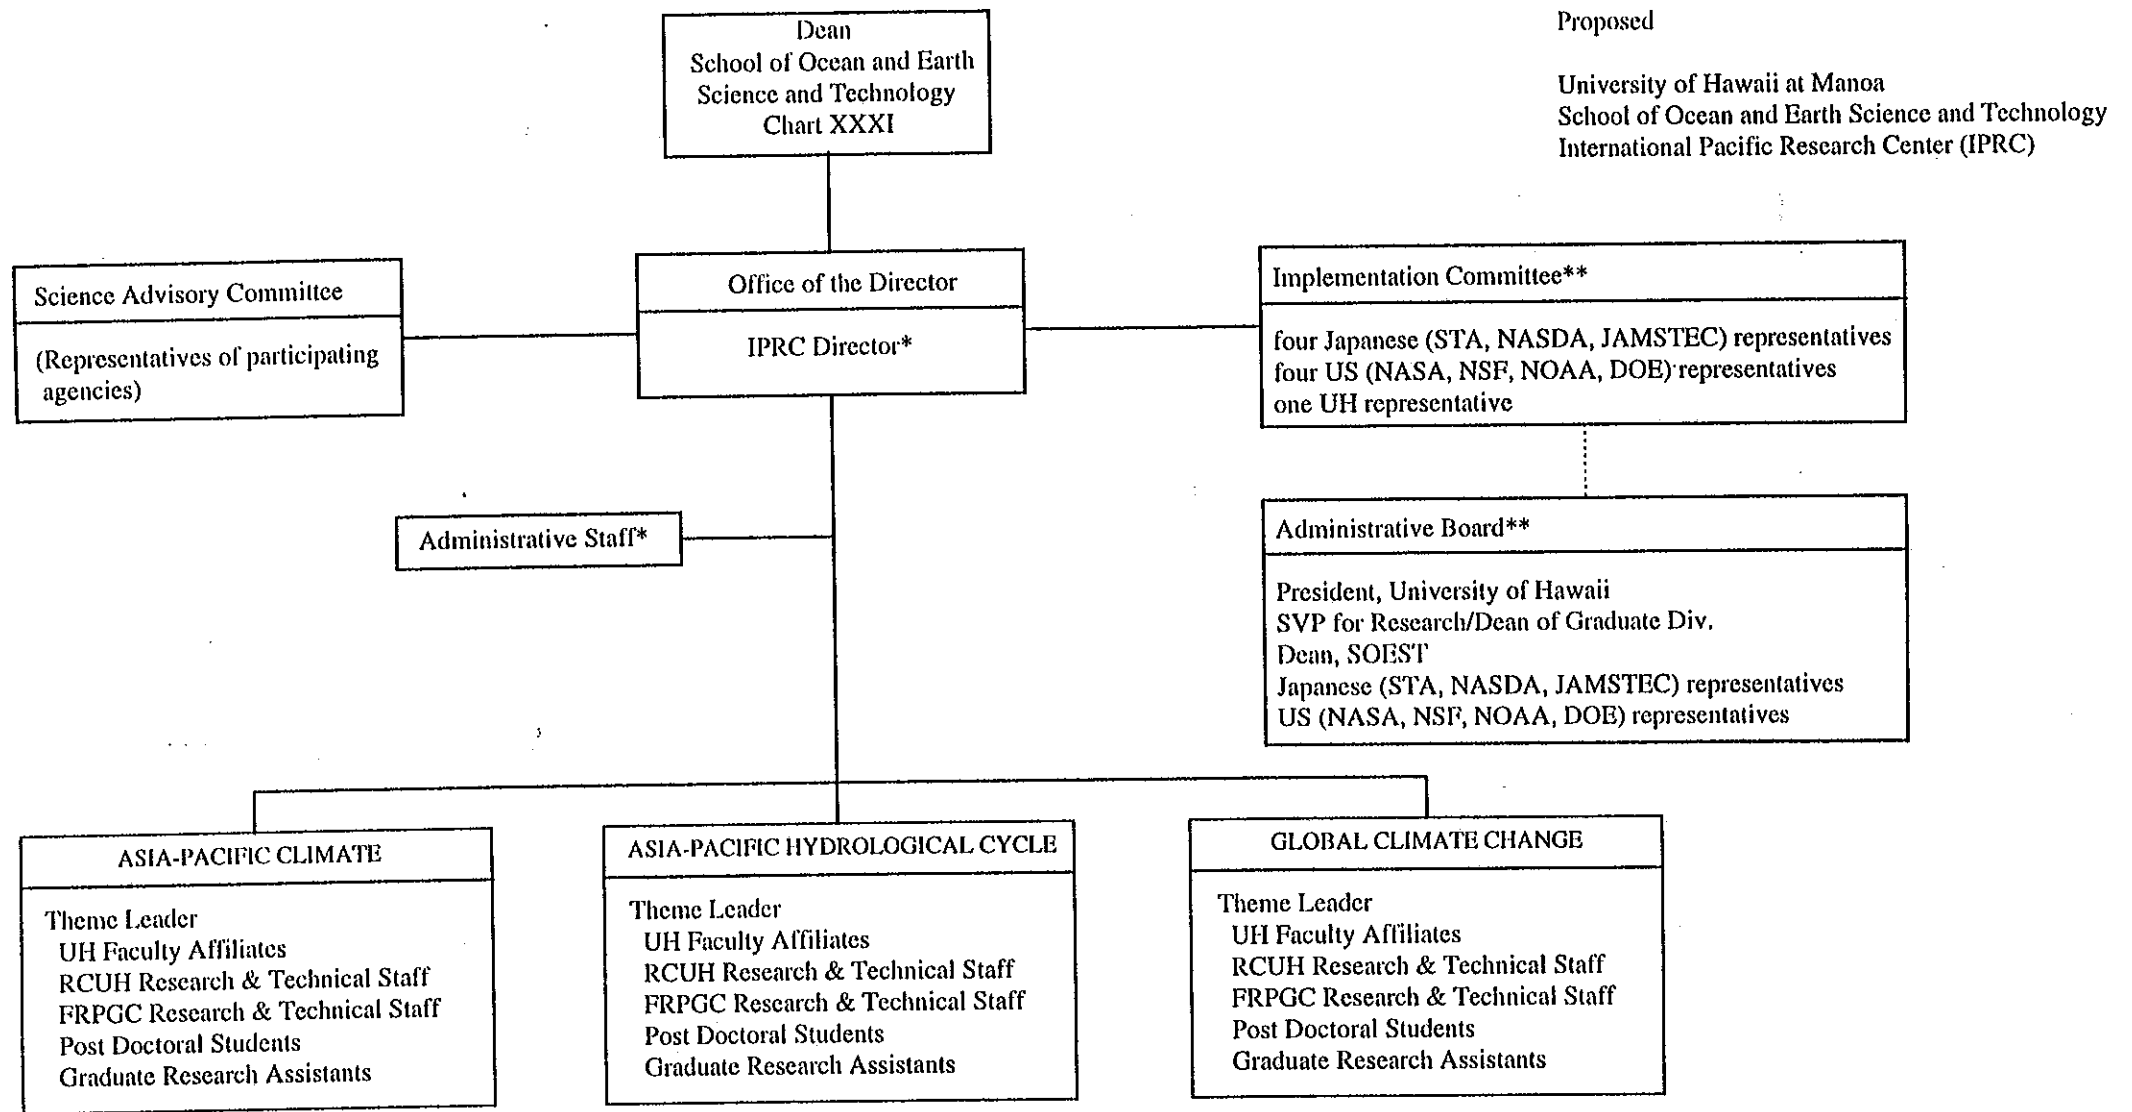 Dean
School of Ocean and Earth
Science and Technology
Chart XXXI
Proposed
University of Hawaii at Manoa
School of Ocean and Earth Science and Technology
International Pacific Research Center (IPRC)
Science Advisory Committee
(Representatives of participating
agencies)
Office of the Director
IPRC Director*
Implementation Committee**
four Japanese (STA, NASDA, JAMSTEC) representatives
four US (NASA, NSF, NOAA, DOE) representatives
one UH representative
Administrative Staff*
Administrative Board**
President, University of Hawaii
SVP for Research/Dean of Graduate Div.
Dean, SOEST
Japanese (STA, NASDA, JAMSTEC) representatives
US (NASA, NSF, NOAA, DOE) representatives
ASIA-PACIFIC CLIMATE
Theme Leader
UH Faculty Affiliates
RCUH Research & Technical Staff
FRPGC Research & Technical Staff
Post Doctoral Students
Graduate Research Assistants
ASIA-PACIFIC HYDROLOGICAL CYCLE
Theme Leader
UH Faculty Affiliates
RCUH Research & Technical Staff
FRPGC Research & Technical Staff
Post Doctoral Students
Graduate Research Assistants
GLOBAL CLIMATE CHANGE
Theme Leader
UH Faculty Affiliates
RCUH Research & Technical Staff
FRPGC Research & Technical Staff
Post Doctoral Students
Graduate Research Assistants